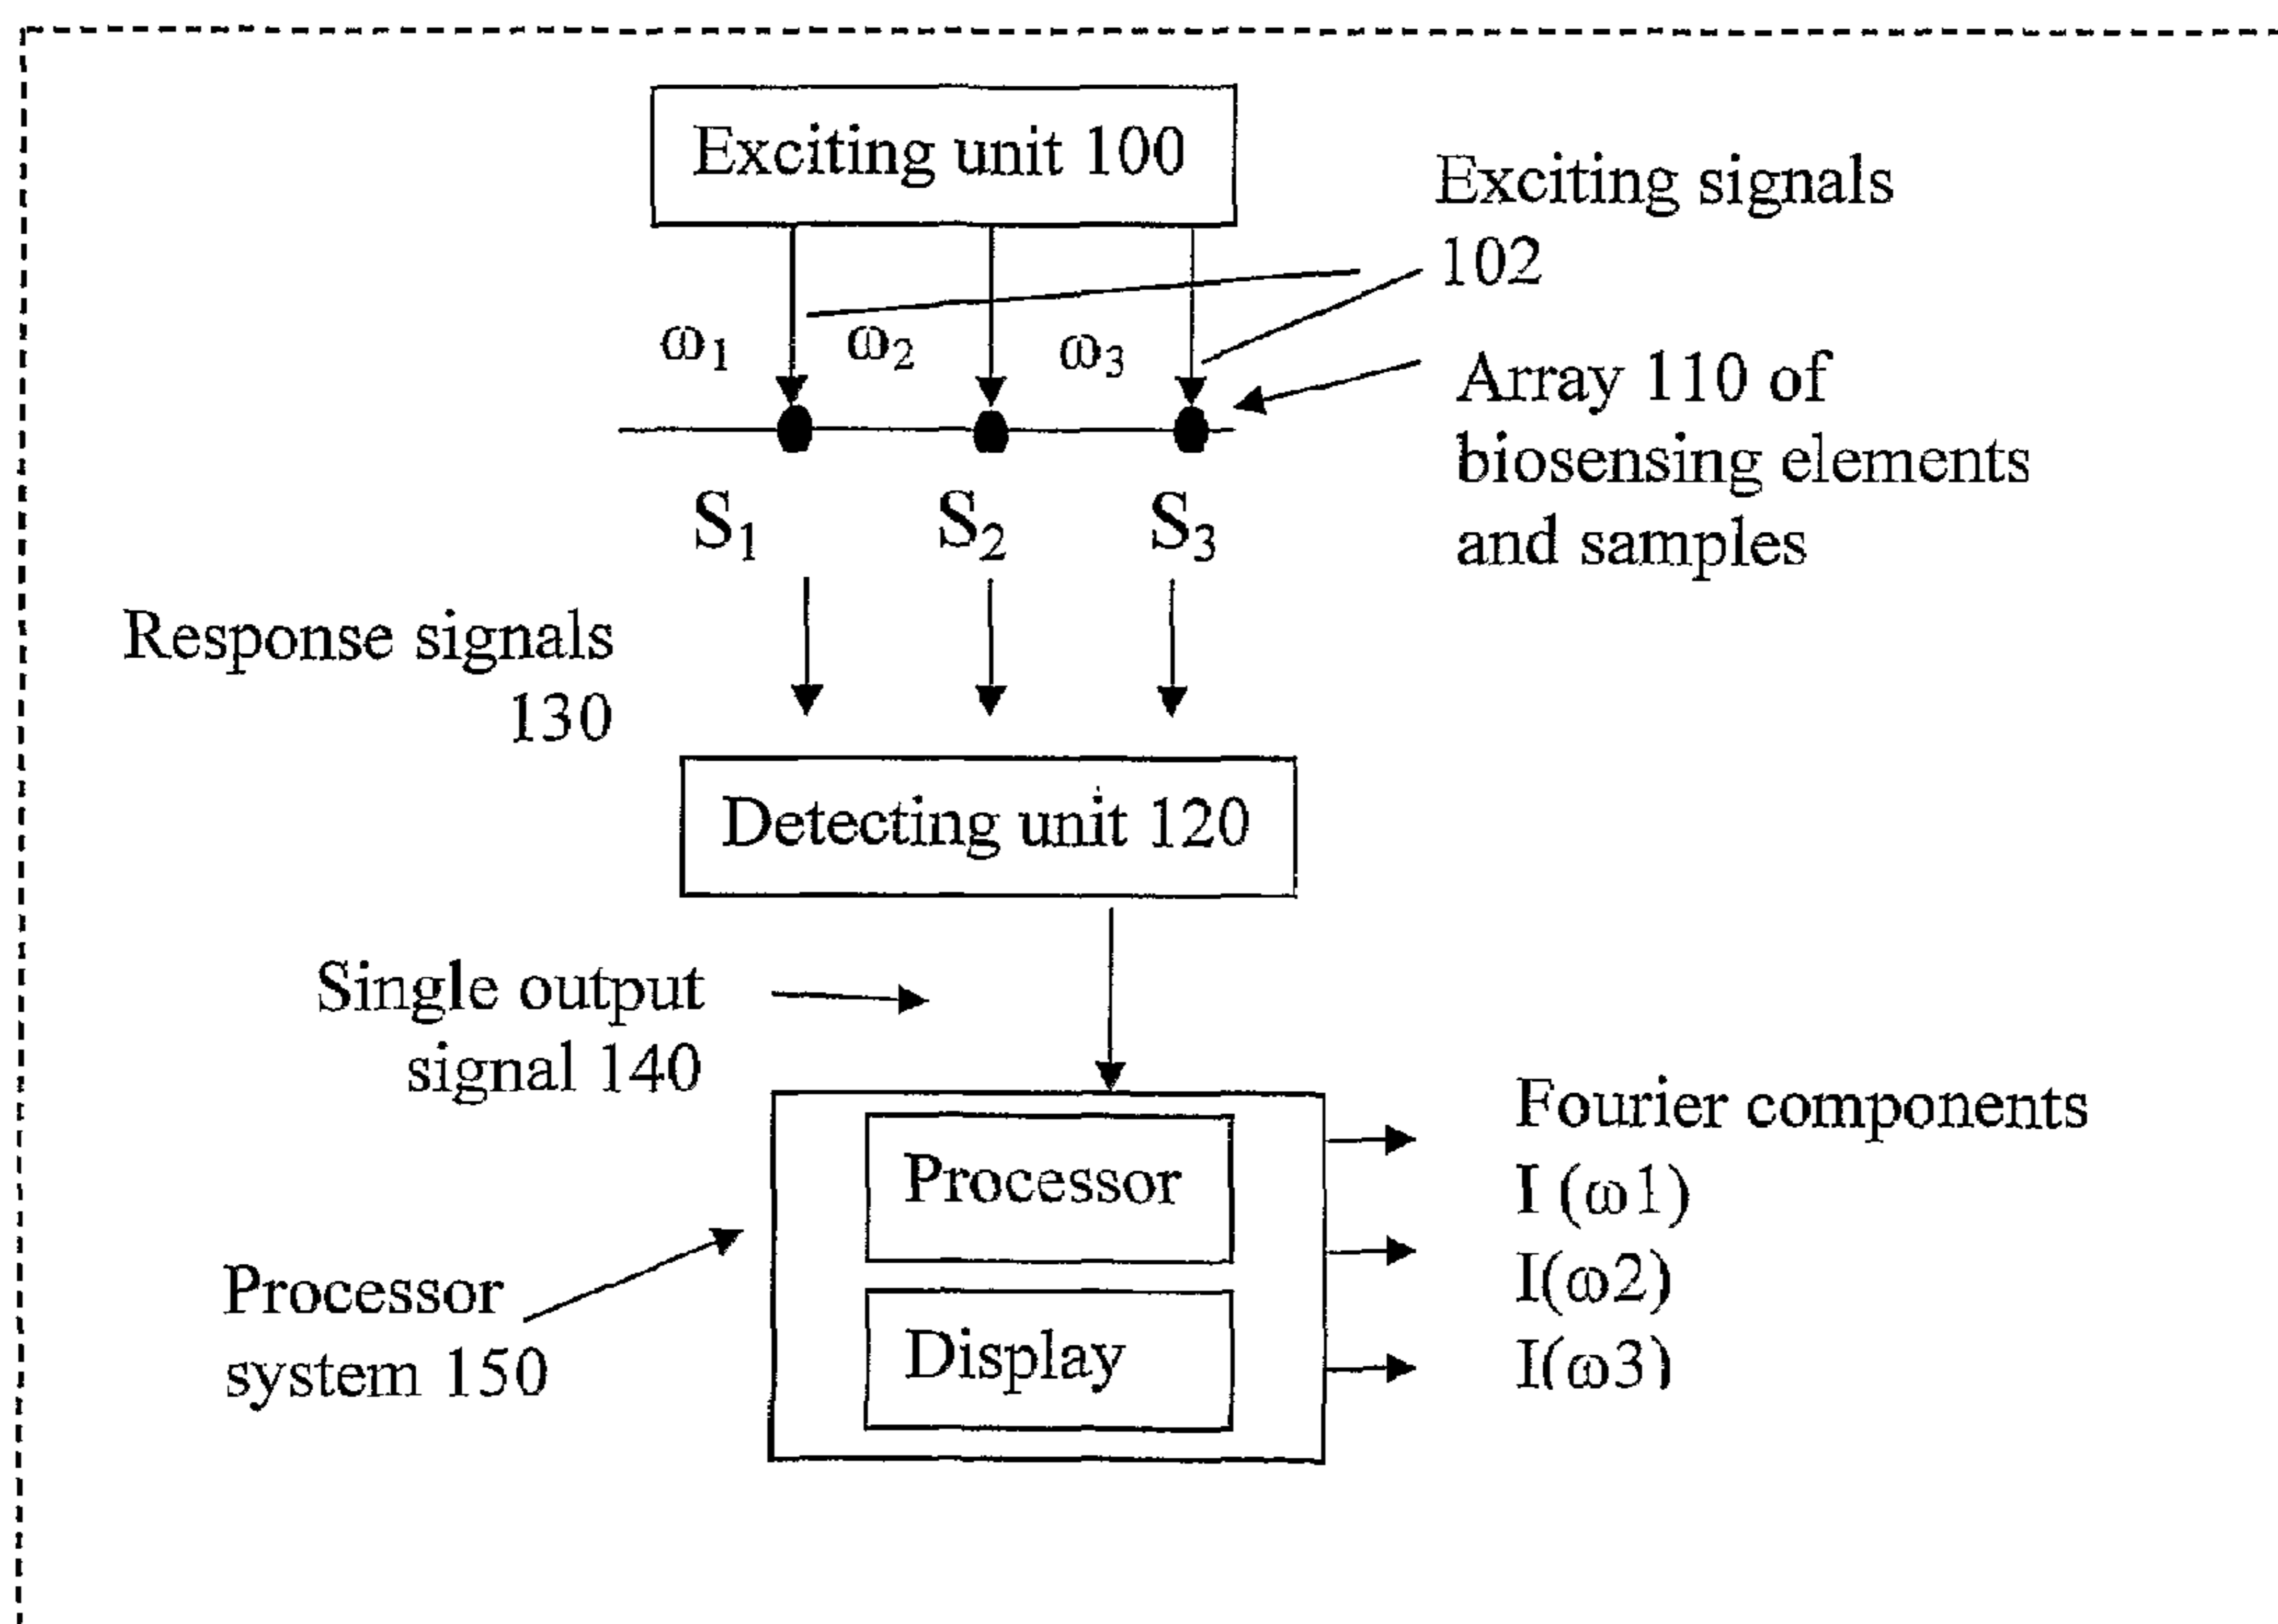 Exciting unit 100
Exciting signals
102
ω₁ ω₂ ω₃
Array 110 of
biosensing elements
and samples
S₁ S₂ S₃
Response signals
130
Detecting unit 120
Single output
signal 140
Processor
Display
Processor
system 150
Fourier components
I (ω1)
I(ω2)
I(ω3)